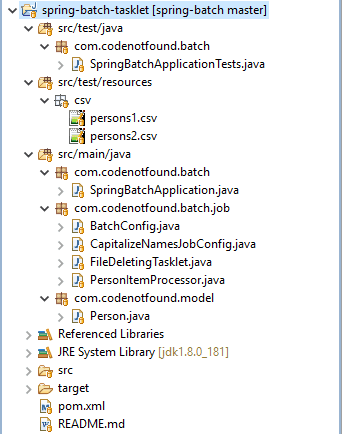 spring-batch-tasklet [spring-batch master]
src/test/java
com.codenotfound.batch
SpringBatchApplicationTests.java
src/test/resources
csv
persons1.csv
persons2.csv
src/main/java
com.codenotfound.batch
SpringBatchApplication.java
com.codenotfound.batch.job
BatchConfig.java
CapitalizeNamesJobConfig.java
FileDeletingTasklet.java
PersonItemProcessor.java
com.codenotfound.model
Person.java
Referenced Libraries
JRE System Library [jdk1.8.0_181]
src
target
pom.xml
README.md